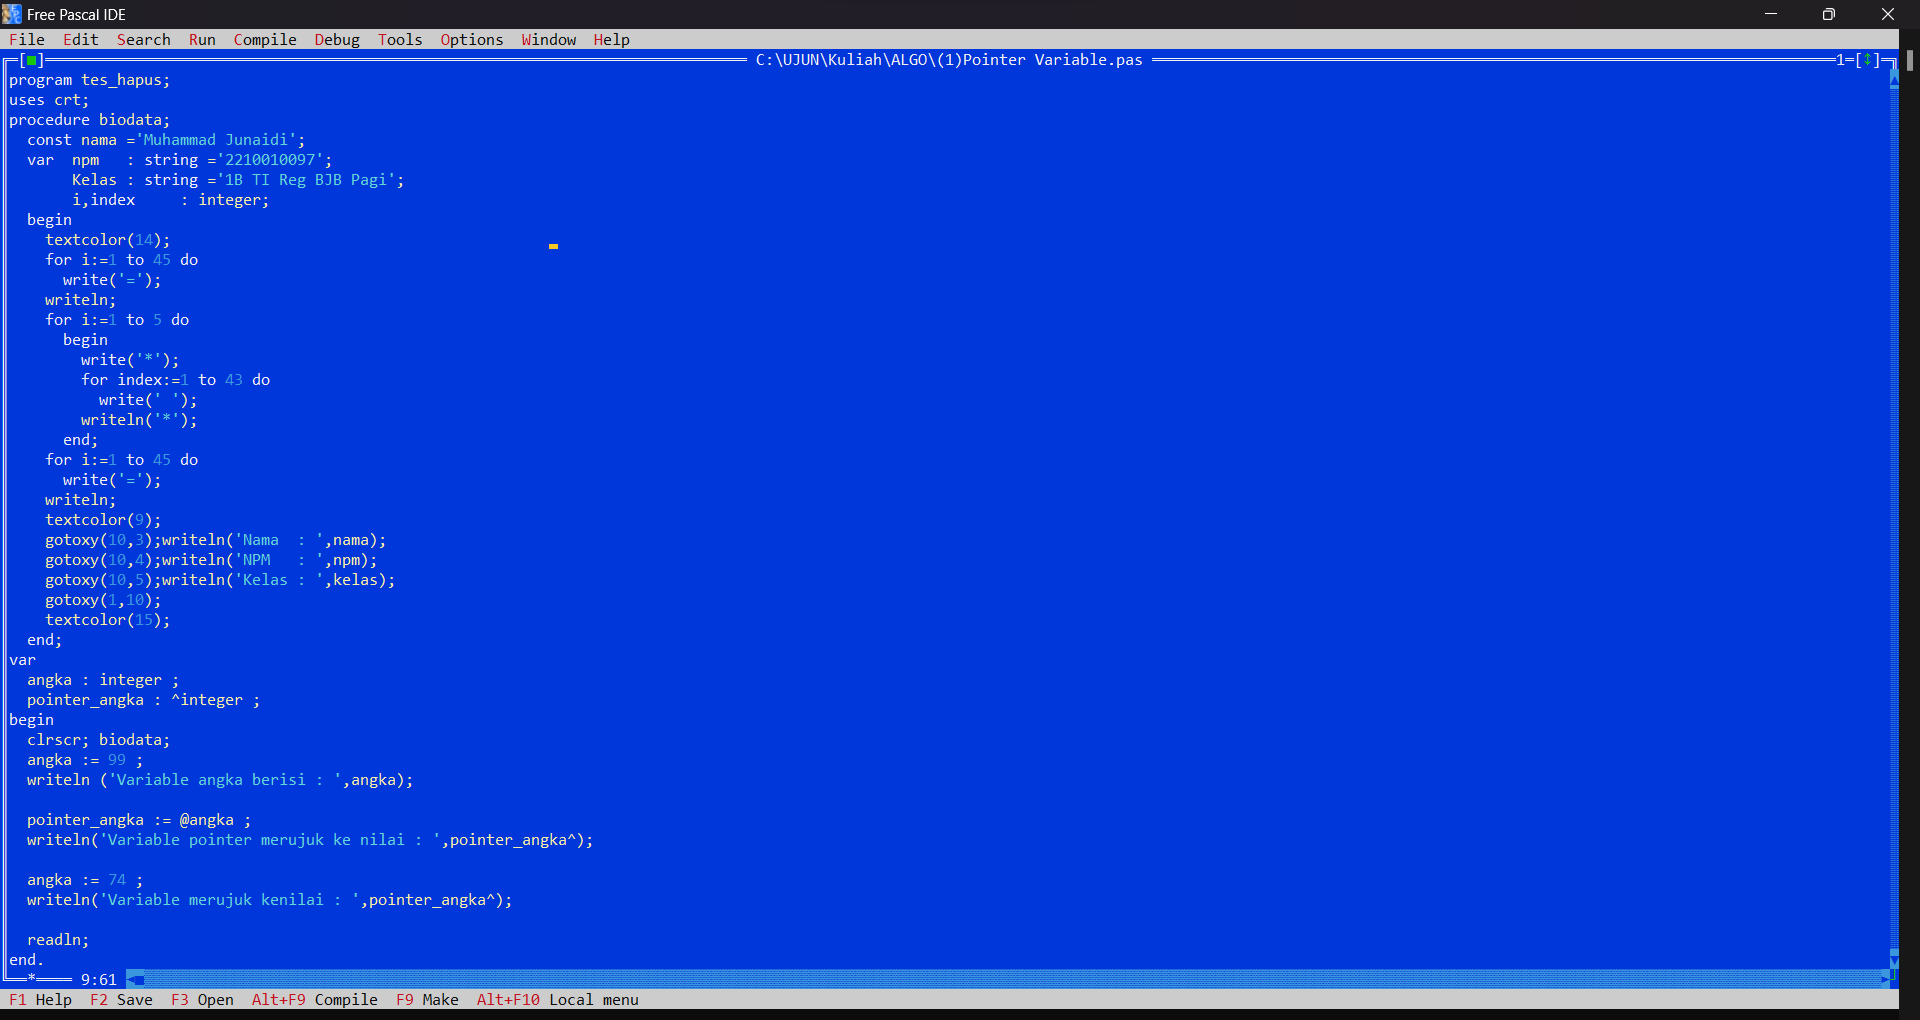 Free Pascal IDE
File  Edit  Search  Run  Compile  Debug  Tools  Options  Window  Help
C:\UJUN\Kuliah\ALGO\(1)Pointer Variable.pas 1=[↕]
program tes_hapus;
uses crt;
procedure biodata;
  const nama ='Muhammad Junaidi';
  var  npm   : string ='2210010097';
       Kelas : string ='1B TI Reg BJB Pagi';
       i,index     : integer;
  begin
    textcolor(14);
    for i:=1 to 45 do
      write('=');
    writeln;
    for i:=1 to 5 do
      begin
        write('*');
        for index:=1 to 43 do
          write(' ');
        writeln('*');
      end;
    for i:=1 to 45 do
      write('=');
    writeln;
    textcolor(9);
    gotoxy(10,3);writeln('Nama  : ',nama);
    gotoxy(10,4);writeln('NPM   : ',npm);
    gotoxy(10,5);writeln('Kelas : ',kelas);
    gotoxy(1,10);
    textcolor(15);
  end;
var
  angka : integer ;
  pointer_angka : ^integer ;
begin
  clrscr; biodata;
  angka := 99 ;
  writeln ('Variable angka berisi : ',angka);
  pointer_angka := @angka ;
  writeln('Variable pointer merujuk ke nilai : ',pointer_angka^);
  angka := 74 ;
  writeln('Variable merujuk kenilai : ',pointer_angka^);
  readln;
end.
* 9:61
F1 Help  F2 Save  F3 Open  Alt+F9 Compile  F9 Make  Alt+F10 Local menu